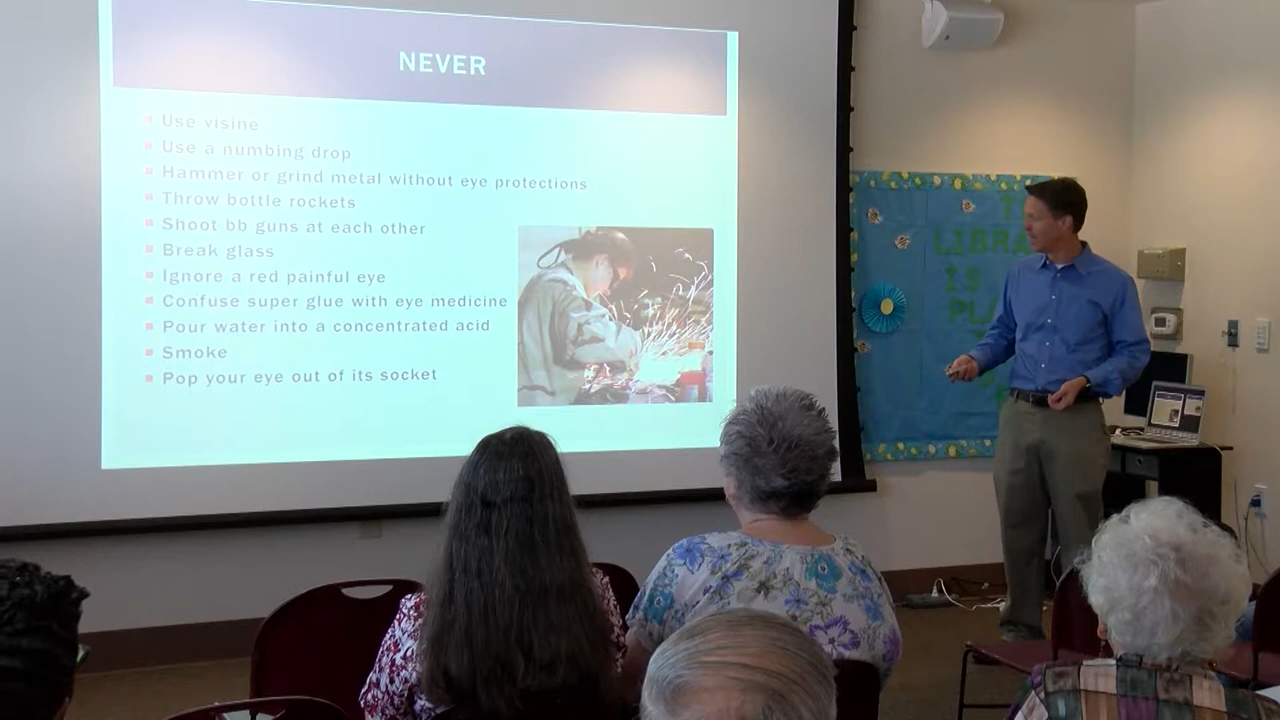 NEVER
Use visine
Use a numbing drop
Hammer or grind metal without eye protections
Throw bottle rockets
Shoot bb guns at each other
Break glass
Ignore a red painful eye
Confuse super glue with eye medicine
Pour water into a concentrated acid
Smoke
Pop your eye out of its socket
IS